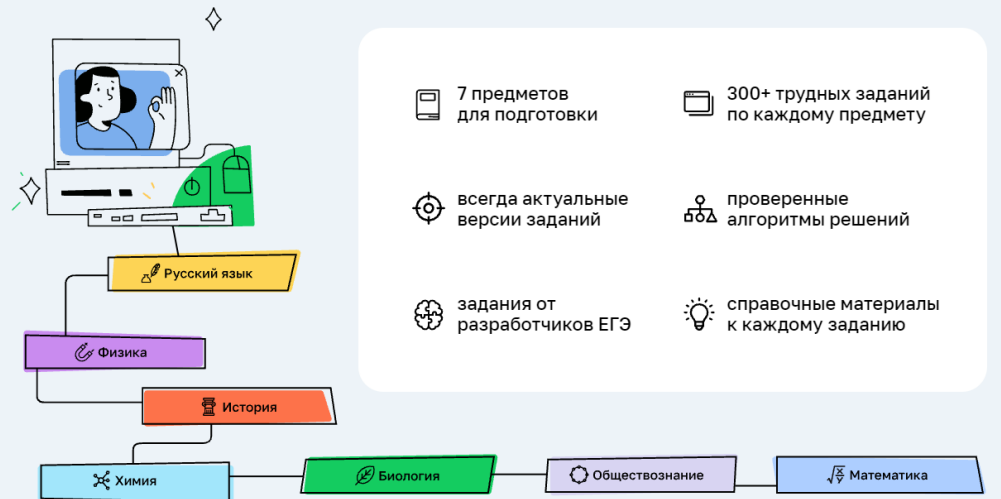 7 предметов
для подготовки
300+ трудных заданий
по каждому предмету
всегда актуальные
версии заданий
проверенные
алгоритмы решений
задания от
разработчиков ЕГЭ
справочные материалы
к каждому заданию
Русский язык
Физика
История
Химия
Биология
Обществознание
Математика